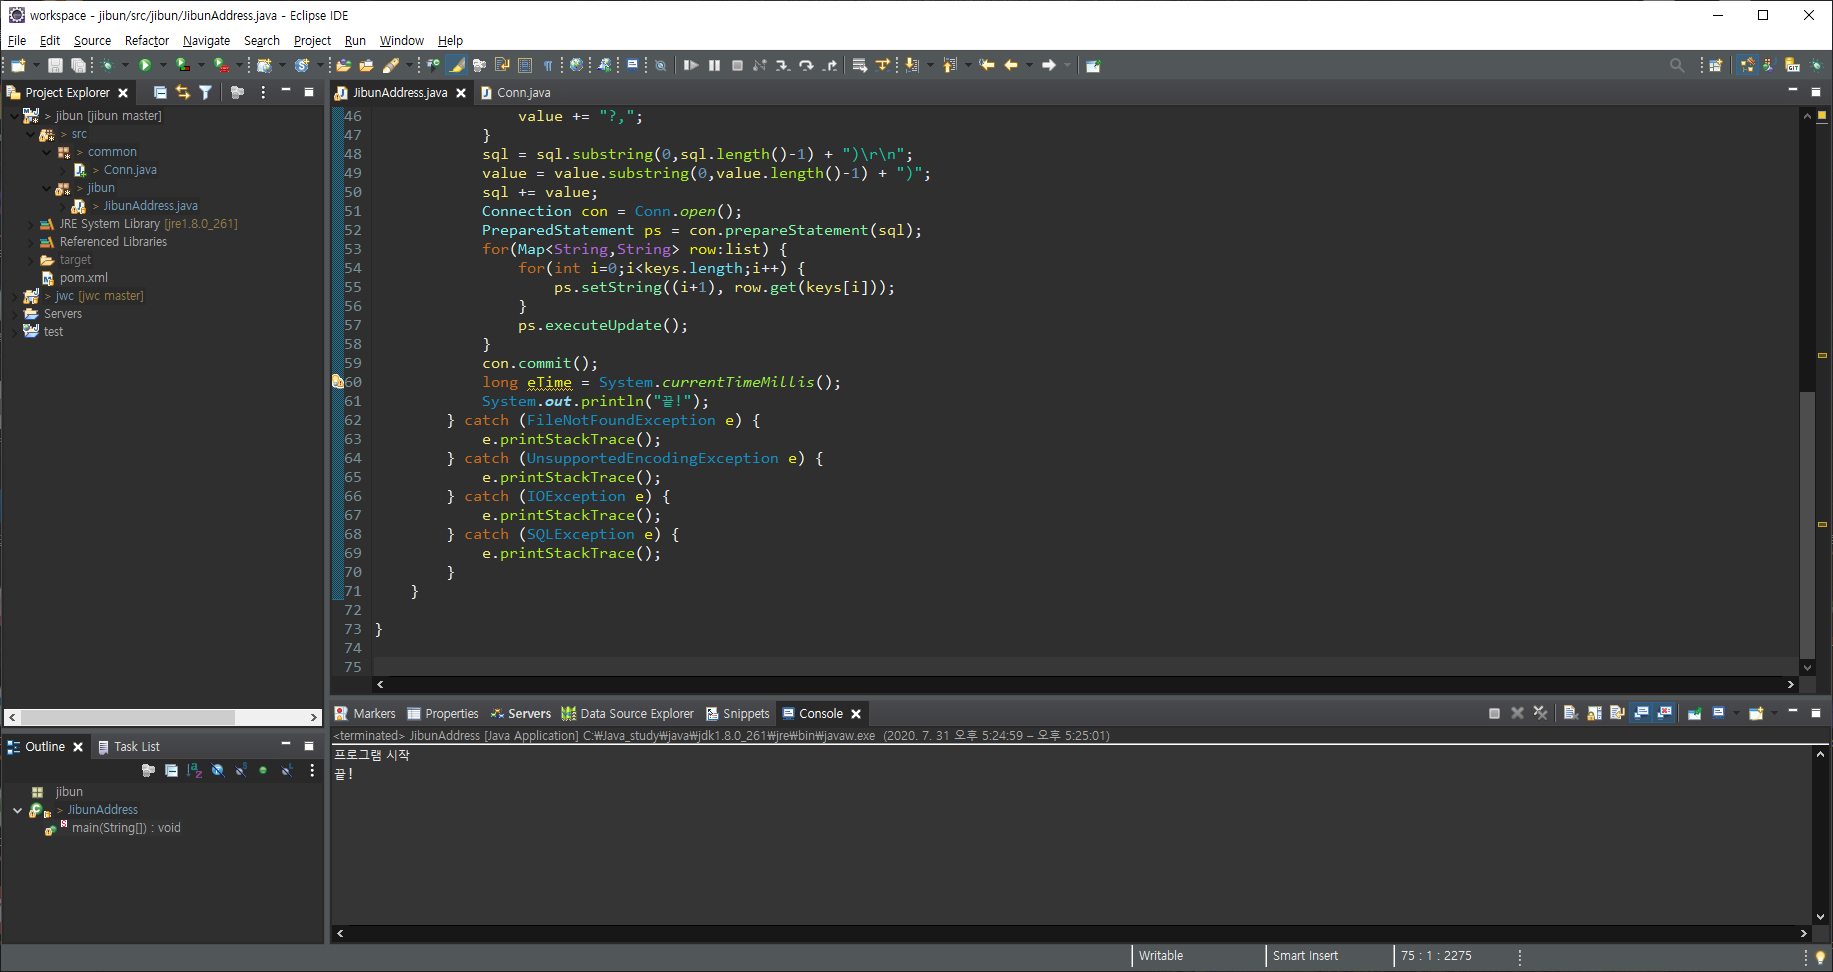 workspace - jibun/src/jibun/JibunAddress.java - Eclipse IDE
File Edit Source Refactor Navigate Search Project Run Window Help
Project Explorer
> jibun [jibun master]
> src
> common
> Conn.java
> jibun
> JibunAddress.java
JRE System Library [jre1.8.0_261]
Referenced Libraries
target
pom.xml
> jwc [jwc master]
Servers
test
JibunAddress.java Conn.java
46 value += "?,";
47 }
48 sql = sql.substring(0,sql.length()-1) + ")\r\n";
49 value = value.substring(0,value.length()-1) + ")";
50 sql += value;
51 Connection con = Conn.open();
52 PreparedStatement ps = con.prepareStatement(sql);
53 for(Map<String,String> row:list) {
54 for(int i=0;i<keys.length;i++) {
55 ps.setString((i+1), row.get(keys[i]));
56 }
57 ps.executeUpdate();
58 }
59 con.commit();
60 long eTime = System.currentTimeMillis();
61 System.out.println("끝!");
62 } catch (FileNotFoundException e) {
63 e.printStackTrace();
64 } catch (UnsupportedEncodingException e) {
65 e.printStackTrace();
66 } catch (IOException e) {
67 e.printStackTrace();
68 } catch (SQLException e) {
69 e.printStackTrace();
70 }
71 }
72
73 }
74
75
Outline Task List
jibun
> JibunAddress
main(String[]) : void
Markers Properties Servers Data Source Explorer Snippets Console
<terminated> JibunAddress [Java Application] C:₩Java_study₩java₩jdk1.8.0_261₩jre₩bin₩javaw.exe (2020. 7. 31 오후 5:24:59 – 오후 5:25:01)
프로그램 시작
끝!
Writable Smart Insert 75 : 1 : 2275